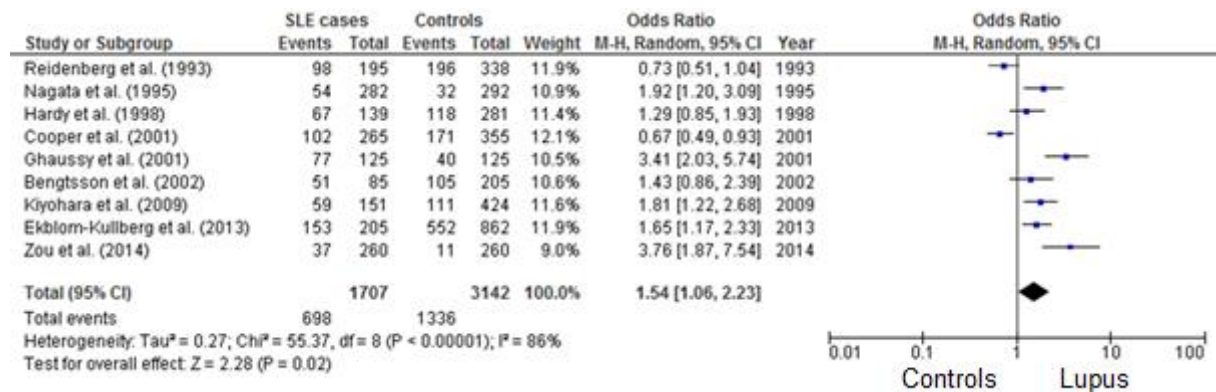 SLE cases Controls Odds Ratio Odds Ratio
Study or Subgroup Events Total Events Total Weight M-H, Random, 95% CI Year M-H, Random, 95% CI
Reidenberg et al. (1993) 98 195 196 338 11.9% 0.73 [0.51, 1.04] 1993
Nagata et al. (1995) 54 282 32 292 10.9% 1.92 [1.20, 3.09] 1995
Hardy et al. (1998) 67 139 118 281 11.4% 1.29 [0.85, 1.93] 1998
Cooper et al. (2001) 102 265 171 355 12.1% 0.67 [0.49, 0.93] 2001
Ghaussy et al. (2001) 77 125 40 125 10.5% 3.41 [2.03, 5.74] 2001
Bengtsson et al. (2002) 51 85 105 205 10.6% 1.43 [0.86, 2.39] 2002
Kiyohara et al. (2009) 59 151 111 424 11.6% 1.81 [1.22, 2.68] 2009
Ekblom-Kullberg et al. (2013) 153 205 552 862 11.9% 1.65 [1.17, 2.33] 2013
Zou et al. (2014) 37 260 11 260 9.0% 3.76 [1.87, 7.54] 2014
Total (95% CI) 1707 3142 100.0% 1.54 [1.06, 2.23]
Total events 698 1336
Heterogeneity: Tau² = 0.27; Chi² = 55.37, df = 8 (P < 0.00001); I² = 86%
Test for overall effect: Z = 2.28 (P = 0.02)
0.01 0.1 1 10 100
Controls Lupus